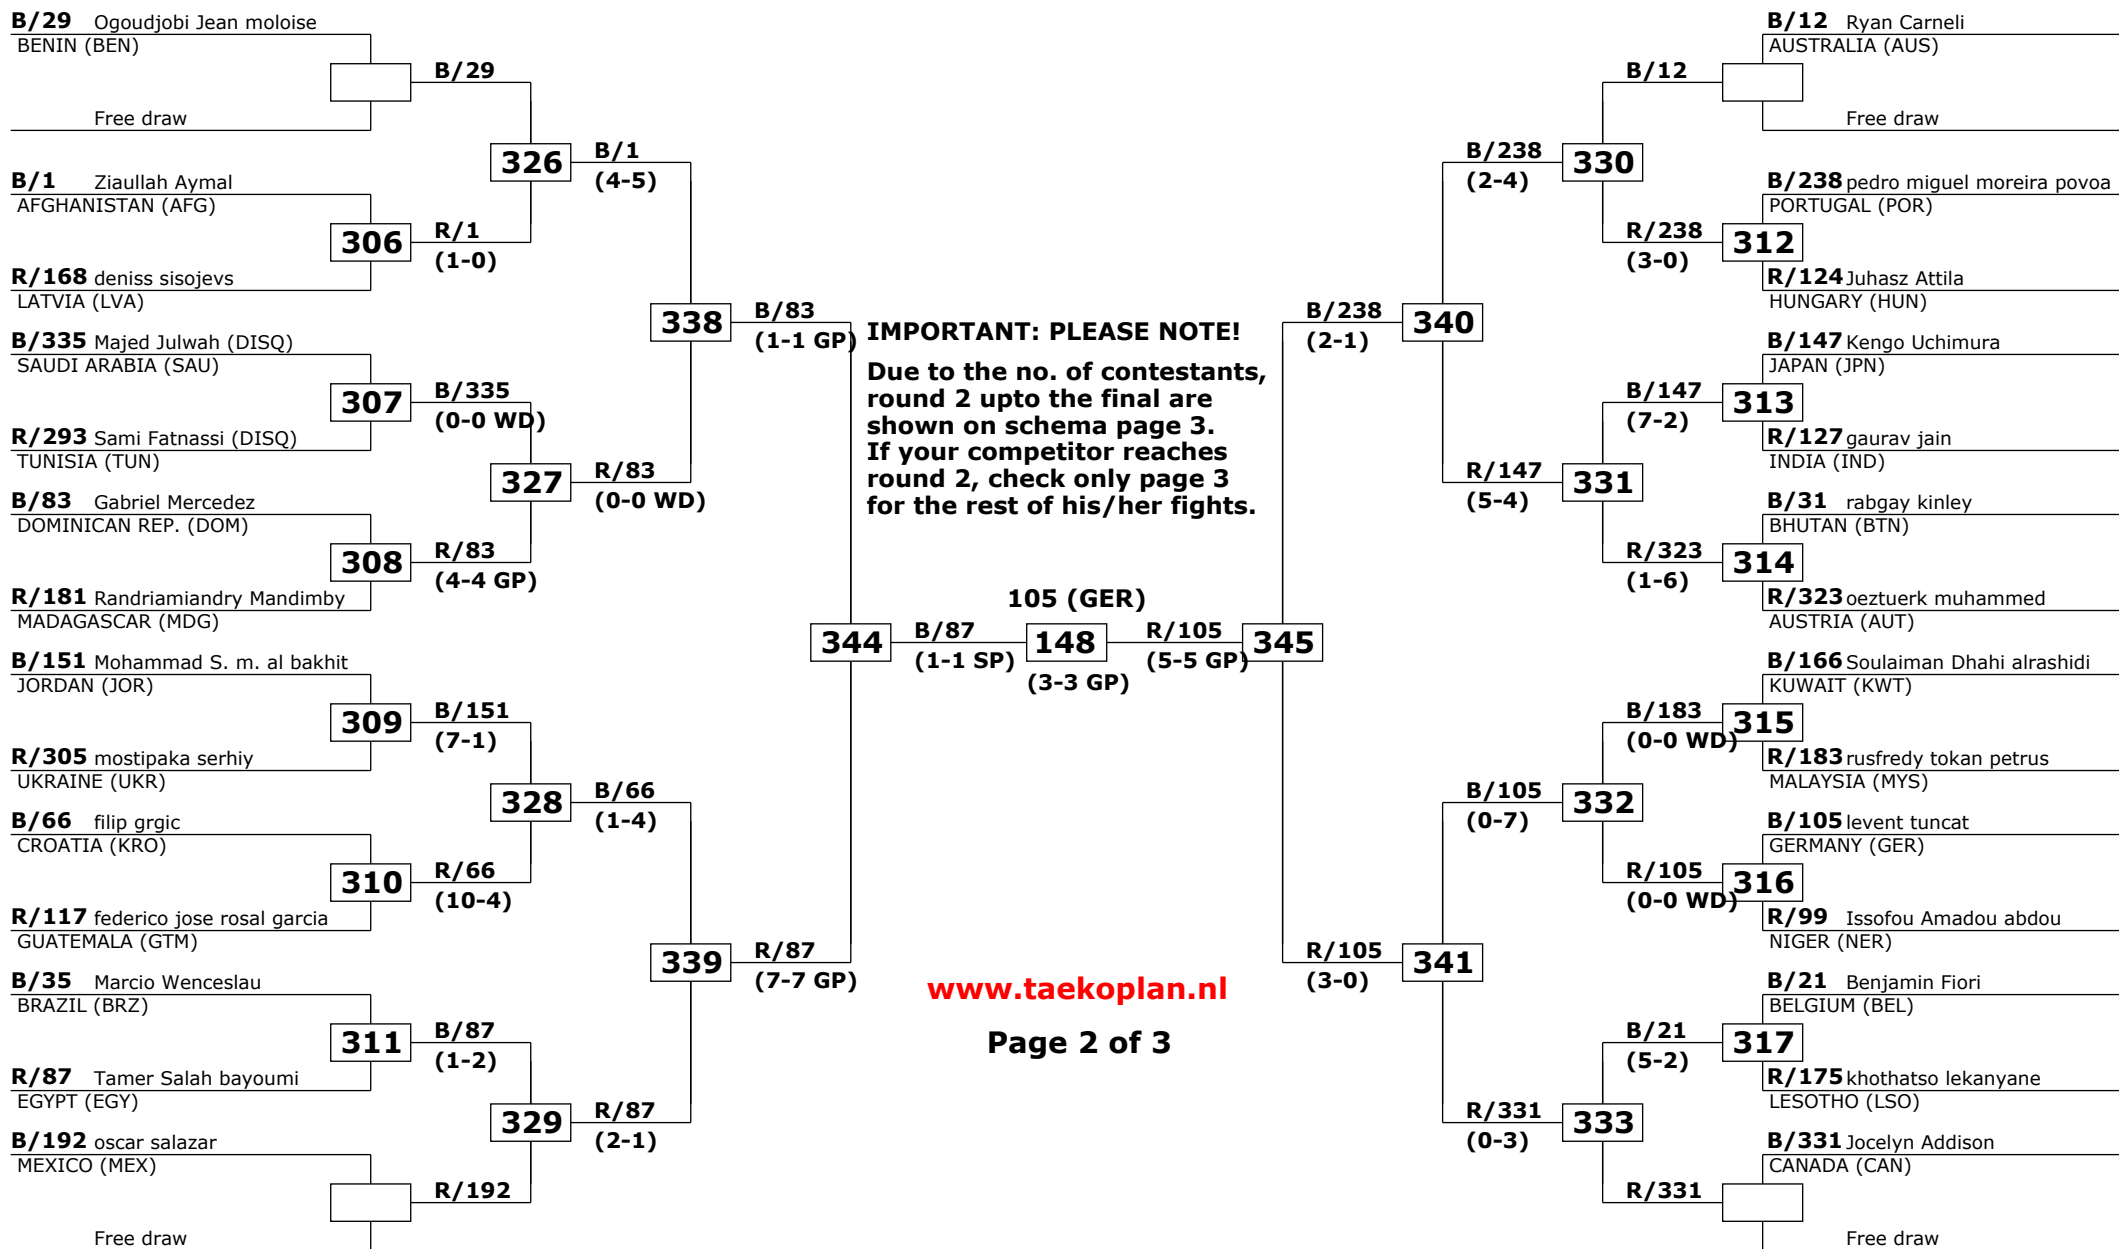 B/29 Ogoudjobi Jean moloise
BENIN (BEN)
Free draw
B/1 Ziaullah Aymal
AFGHANISTAN (AFG)
R/168 deniss sisojevs
LATVIA (LVA)
B/335 Majed Julwah (DISQ)
SAUDI ARABIA (SAU)
R/293 Sami Fatnassi (DISQ)
TUNISIA (TUN)
B/83 Gabriel Mercedez
DOMINICAN REP. (DOM)
R/181 Randriamiandry Mandimby
MADAGASCAR (MDG)
B/151 Mohammad S. m. al bakhit
JORDAN (JOR)
R/305 mostipaka serhiy
UKRAINE (UKR)
B/66 filip grgic
CROATIA (KRO)
R/117 federico jose rosal garcia
GUATEMALA (GTM)
B/35 Marcio Wenceslau
BRAZIL (BRZ)
R/87 Tamer Salah bayoumi
EGYPT (EGY)
B/192 oscar salazar
MEXICO (MEX)
Free draw
B/29
306
R/1
(1-0)
307
B/335
(0-0 WD)
308
R/83
(4-4 GP)
309
B/151
(7-1)
310
R/66
(10-4)
311
B/87
(1-2)
R/192
326
B/1
(4-5)
327
R/83
(0-0 WD)
328
B/66
(1-4)
329
R/87
(2-1)
338
B/83
(1-1 GP)
339
R/87
(7-7 GP)
IMPORTANT: PLEASE NOTE!
Due to the no. of contestants,
round 2 upto the final are
shown on schema page 3.
If your competitor reaches
round 2, check only page 3
for the rest of his/her fights.
105 (GER)
344
B/87
(1-1 SP)
148
(3-3 GP)
R/105
(5-5 GP)
345
www.taekoplan.nl
Page 2 of 3
B/238
(2-1)
340
R/105
(3-0)
341
B/238
(2-4)
330
R/147
(5-4)
331
B/105
(0-7)
332
R/331
(0-3)
333
B/12
R/238
(3-0)
312
B/147
(7-2)
313
R/323
(1-6)
314
B/183
(0-0 WD)
315
R/105
(0-0 WD)
316
B/21
(5-2)
317
R/331
B/12 Ryan Carneli
AUSTRALIA (AUS)
Free draw
B/238 pedro miguel moreira povoa
PORTUGAL (POR)
R/124 Juhasz Attila
HUNGARY (HUN)
B/147 Kengo Uchimura
JAPAN (JPN)
R/127 gaurav jain
INDIA (IND)
B/31 rabgay kinley
BHUTAN (BTN)
R/323 oeztuerk muhammed
AUSTRIA (AUT)
B/166 Soulaiman Dhahi alrashidi
KUWAIT (KWT)
R/183 rusfredy tokan petrus
MALAYSIA (MYS)
B/105 levent tuncat
GERMANY (GER)
R/99 Issofou Amadou abdou
NIGER (NER)
B/21 Benjamin Fiori
BELGIUM (BEL)
R/175 khothatso lekanyane
LESOTHO (LSO)
B/331 Jocelyn Addison
CANADA (CAN)
Free draw